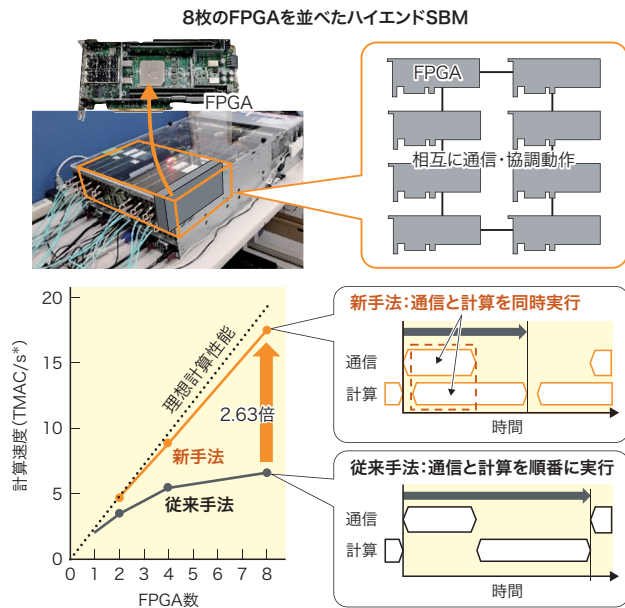 8枚のFPGAを並べたハイエンドSBM
FPGA
FPGA
相互に通信・協調動作
計算速度(TMAC/s*)
20
15
10
5
0
0 1 2 3 4 5 6 7 8
FPGA数
理想計算性能
新手法
従来手法
2.63倍
新手法:通信と計算を同時実行
通信
計算
時間
従来手法:通信と計算を順番に実行
通信
計算
時間